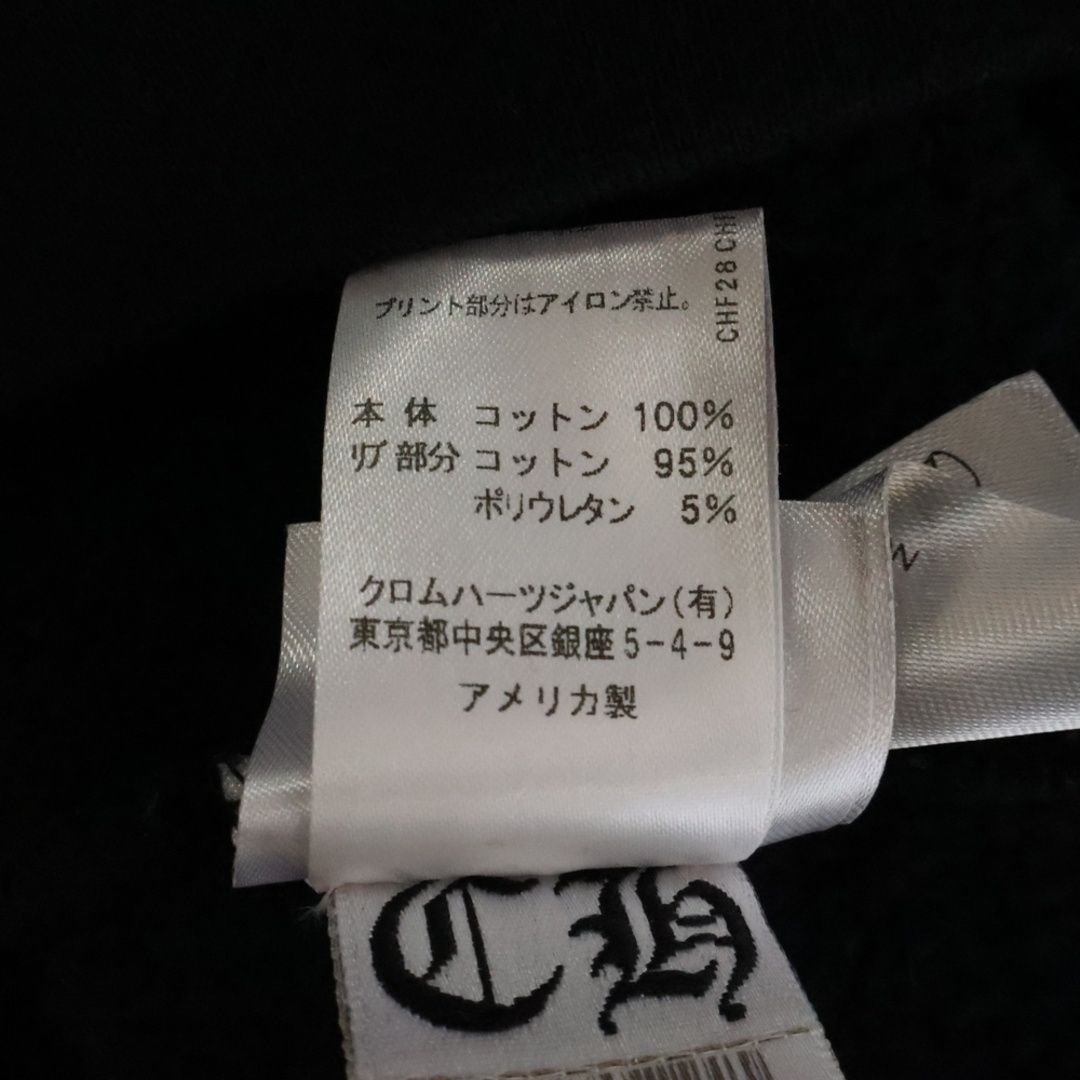 プリント部分はアイロン禁止。
CHF28 CH
本 体 コットン 100%
リブ部分 コットン 95%
ポリウレタン 5%
クロムハーツジャパン(有)
東京都中央区銀座5-4-9
アメリカ製
CH